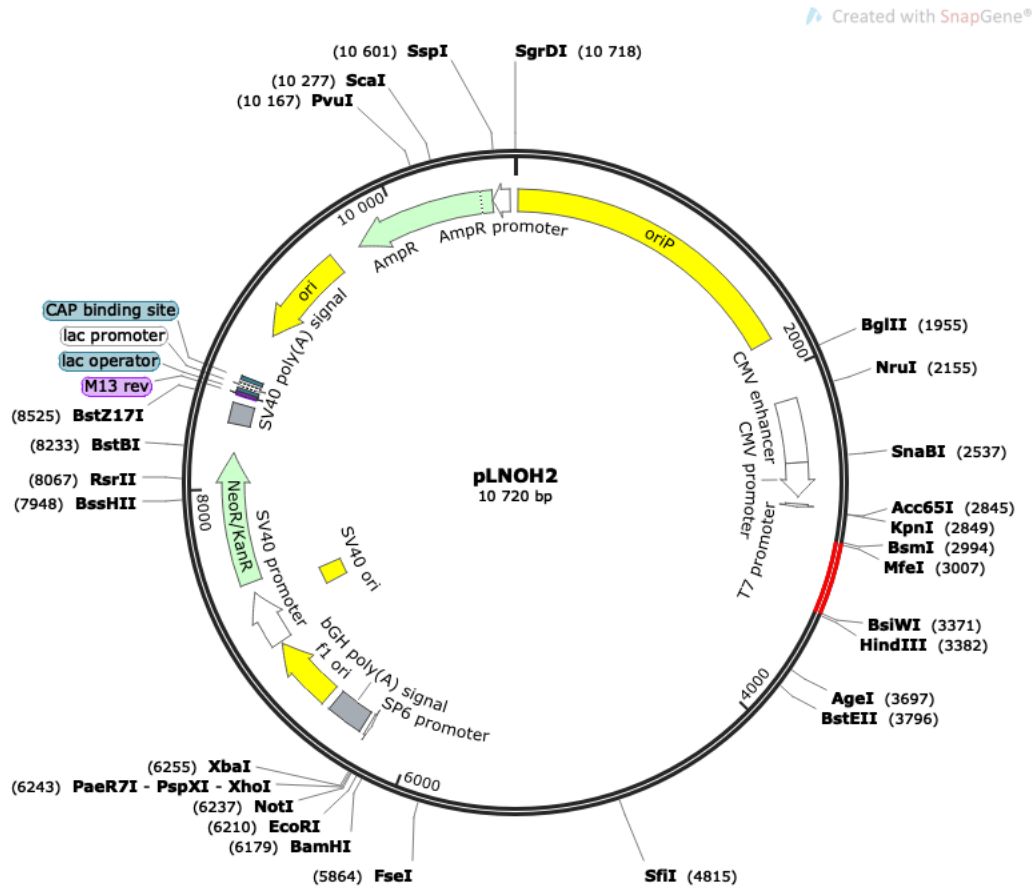 Created with SnapGene®
(10 601) SspI
SgrDI (10 718)
(10 277) ScaI
(10 167) PvuI
10 000
AmpR promoter
AmpR
oriP
ori
CAP binding site
lac promoter
lac operator
M13 rev
SV40 poly(A) signal
(8525) BstZ17I
(8233) BstBI
(8067) RsrII
(7948) BssHII
8000
NeoR/KanR
SV40 promoter
SV40 ori
f1 ori
bGH poly(A) signal
SP6 promoter
pLNOH2
10 720 bp
2000
BglII (1955)
NruI (2155)
CMV enhancer
CMV promoter
T7 promoter
SnaBI (2537)
Acc65I (2845)
KpnI (2849)
BsmI (2994)
MfeI (3007)
BsiWI (3371)
HindIII (3382)
4000
AgeI (3697)
BstEII (3796)
(6255) XbaI
(6243) PaeR7I - PspXI - XhoI
(6237) NotI
(6210) EcoRI
(6179) BamHI
6000
(5864) FseI
SfiI (4815)